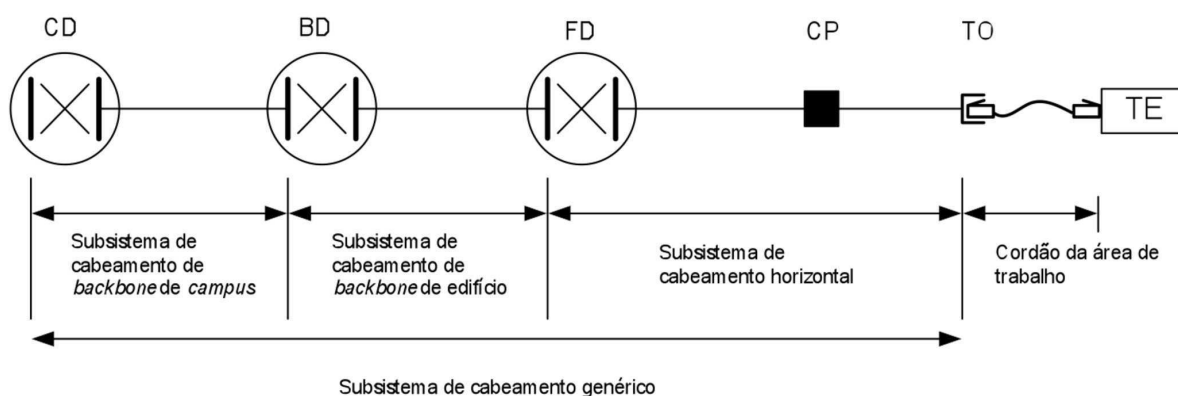 CD
BD
FD
CP
TO
TE
Subsistema de
cabeamento de
backbone de campus
Subsistema de
cabeamento de
backbone de edifício
Subsistema de
cabeamento horizontal
Cordão da área de
trabalho
Subsistema de cabeamento genérico